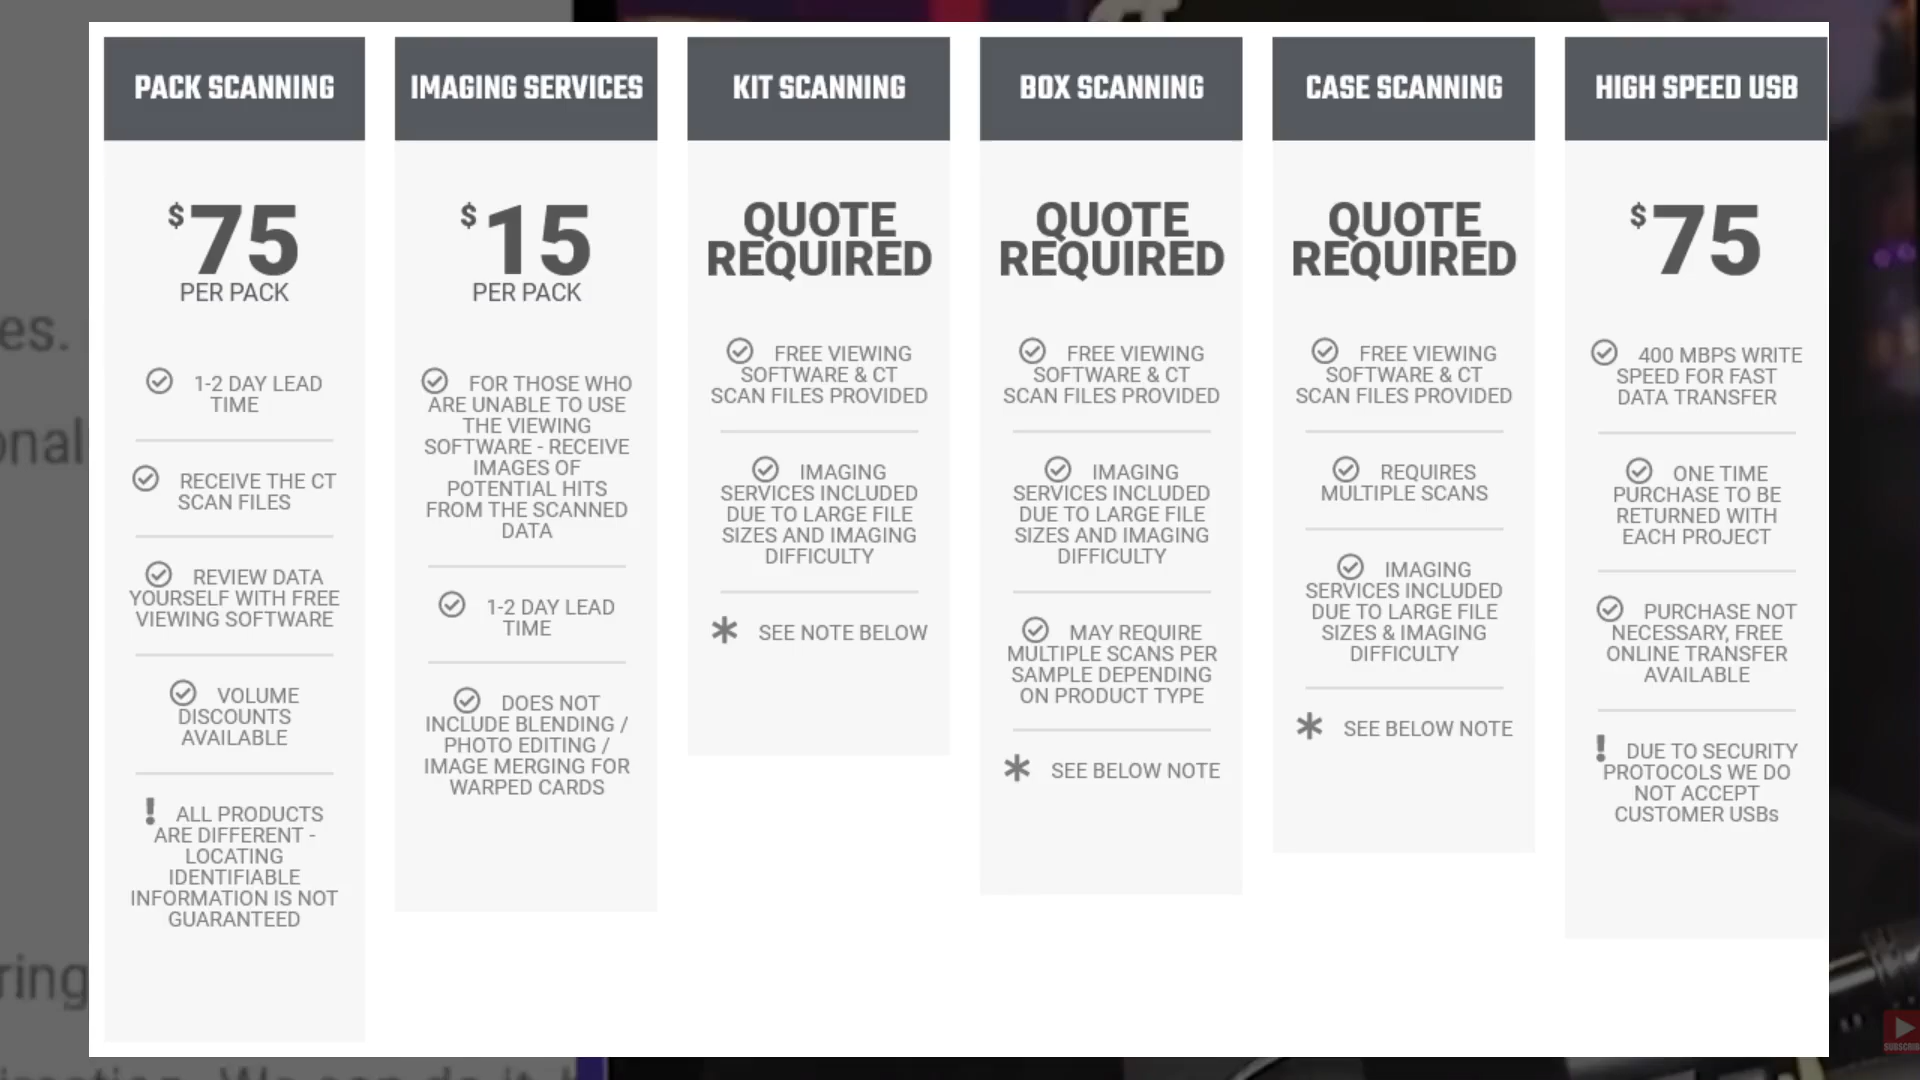 PACK SCANNING
$75
PER PACK
1-2 DAY LEAD
TIME
RECEIVE THE CT
SCAN FILES
REVIEW DATA
YOURSELF WITH FREE
VIEWING SOFTWARE
VOLUME
DISCOUNTS
AVAILABLE
! ALL PRODUCTS
ARE DIFFERENT -
LOCATING
IDENTIFIABLE
INFORMATION IS NOT
GUARANTEED
IMAGING SERVICES
$15
PER PACK
FOR THOSE WHO
ARE UNABLE TO USE
THE VIEWING
SOFTWARE - RECEIVE
IMAGES OF
POTENTIAL HITS
FROM THE SCANNED
DATA
1-2 DAY LEAD
TIME
DOES NOT
INCLUDE BLENDING /
PHOTO EDITING /
IMAGE MERGING FOR
WARPED CARDS
KIT SCANNING
QUOTE
REQUIRED
FREE VIEWING
SOFTWARE & CT
SCAN FILES PROVIDED
IMAGING
SERVICES INCLUDED
DUE TO LARGE FILE
SIZES AND IMAGING
DIFFICULTY
* SEE NOTE BELOW
BOX SCANNING
QUOTE
REQUIRED
FREE VIEWING
SOFTWARE & CT
SCAN FILES PROVIDED
IMAGING
SERVICES INCLUDED
DUE TO LARGE FILE
SIZES AND IMAGING
DIFFICULTY
MAY REQUIRE
MULTIPLE SCANS PER
SAMPLE DEPENDING
ON PRODUCT TYPE
* SEE BELOW NOTE
CASE SCANNING
QUOTE
REQUIRED
FREE VIEWING
SOFTWARE & CT
SCAN FILES PROVIDED
REQUIRES
MULTIPLE SCANS
IMAGING
SERVICES INCLUDED
DUE TO LARGE FILE
SIZES & IMAGING
DIFFICULTY
* SEE BELOW NOTE
HIGH SPEED USB
$75
400 MBPS WRITE
SPEED FOR FAST
DATA TRANSFER
ONE TIME
PURCHASE TO BE
RETURNED WITH
EACH PROJECT
PURCHASE NOT
NECESSARY, FREE
ONLINE TRANSFER
AVAILABLE
! DUE TO SECURITY
PROTOCOLS WE DO
NOT ACCEPT
CUSTOMER USBs